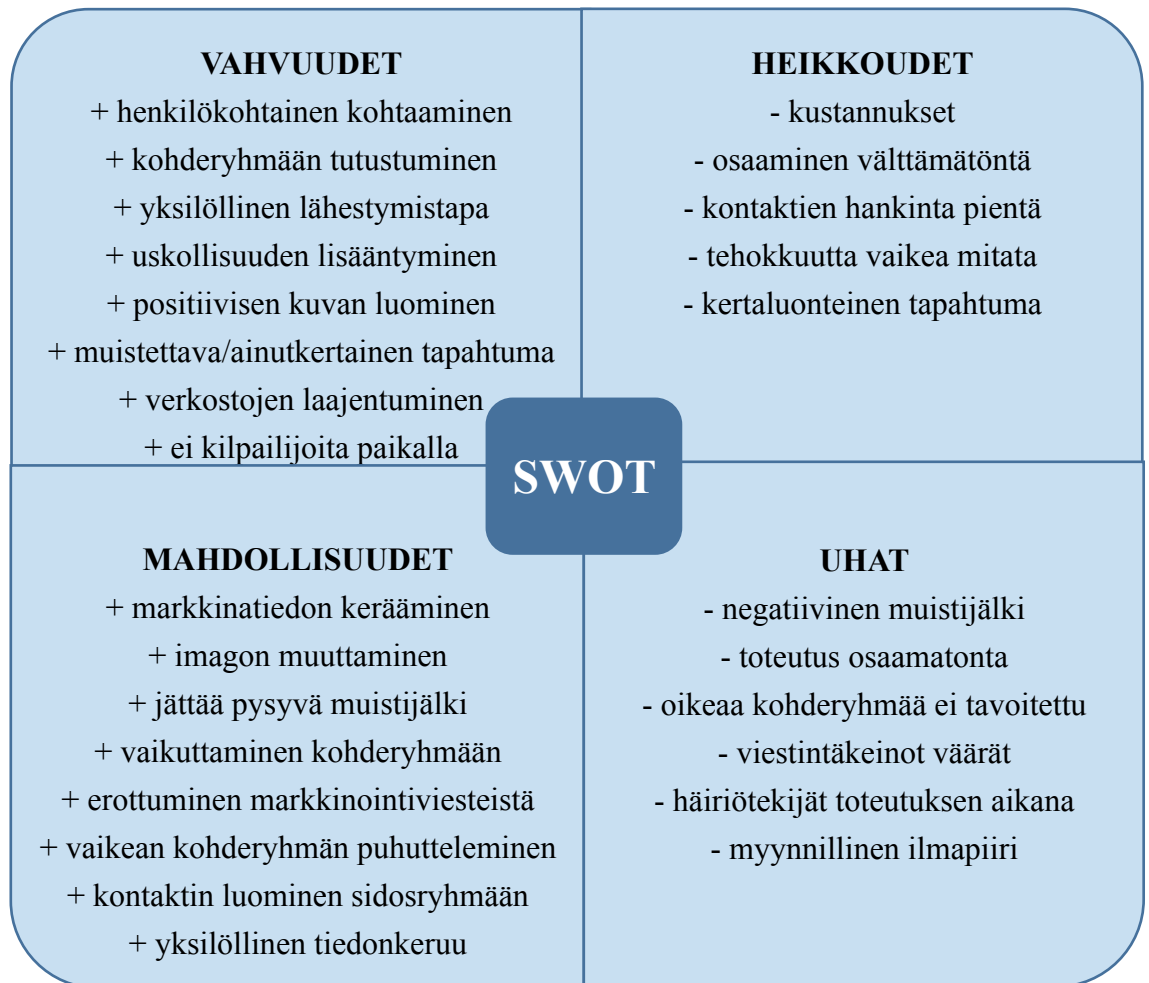 VAHVUUDET
+ henkilökohtainen kohtaaminen
+ kohderyhmään tutustuminen
+ yksilöllinen lähestymistapa
+ uskollisuuden lisääntyminen
+ positiivisen kuvan luominen
+ muistettava/ainutkertainen tapahtuma
+ verkostojen laajentuminen
+ ei kilpailijoita paikalla
HEIKKOUDET
- kustannukset
- osaaminen välttämätöntä
- kontaktien hankinta pientä
- tehokkuutta vaikea mitata
- kertaluonteinen tapahtuma
SWOT
MAHDOLLISUUDET
+ markkinatiedon kerääminen
+ imagon muuttaminen
+ jättää pysyvä muistijälki
+ vaikuttaminen kohderyhmään
+ erottuminen markkinointiviesteistä
+ vaikean kohderyhmän puhutteleminen
+ kontaktin luominen sidosryhmään
+ yksilöllinen tiedonkeruu
UHAT
- negatiivinen muistijälki
- toteutus osaamatonta
- oikeaa kohderyhmää ei tavoitettu
- viestintäkeinot väärät
- häiriötekijät toteutuksen aikana
- myynnillinen ilmapiiri